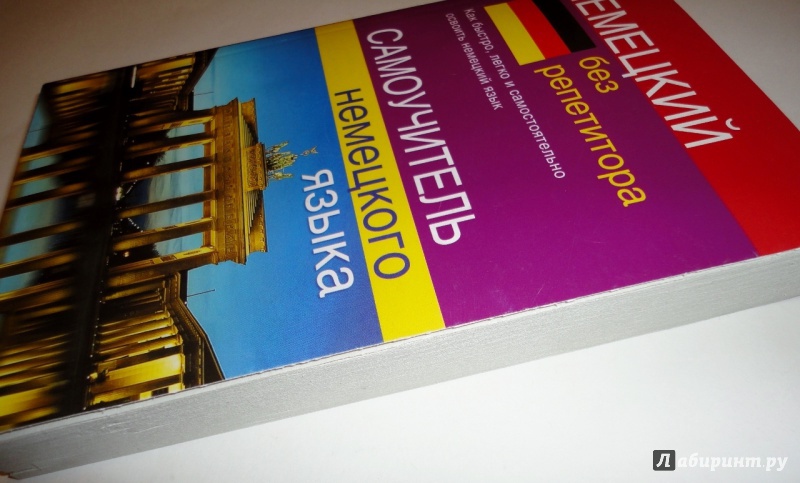 НЕМЕЦКИЙ
без
репетитора
Как быстро, легко и самостоятельно
освоить немецкий язык
САМОУЧИТЕЛЬ
немецкого
языка
Лабиринт.ру